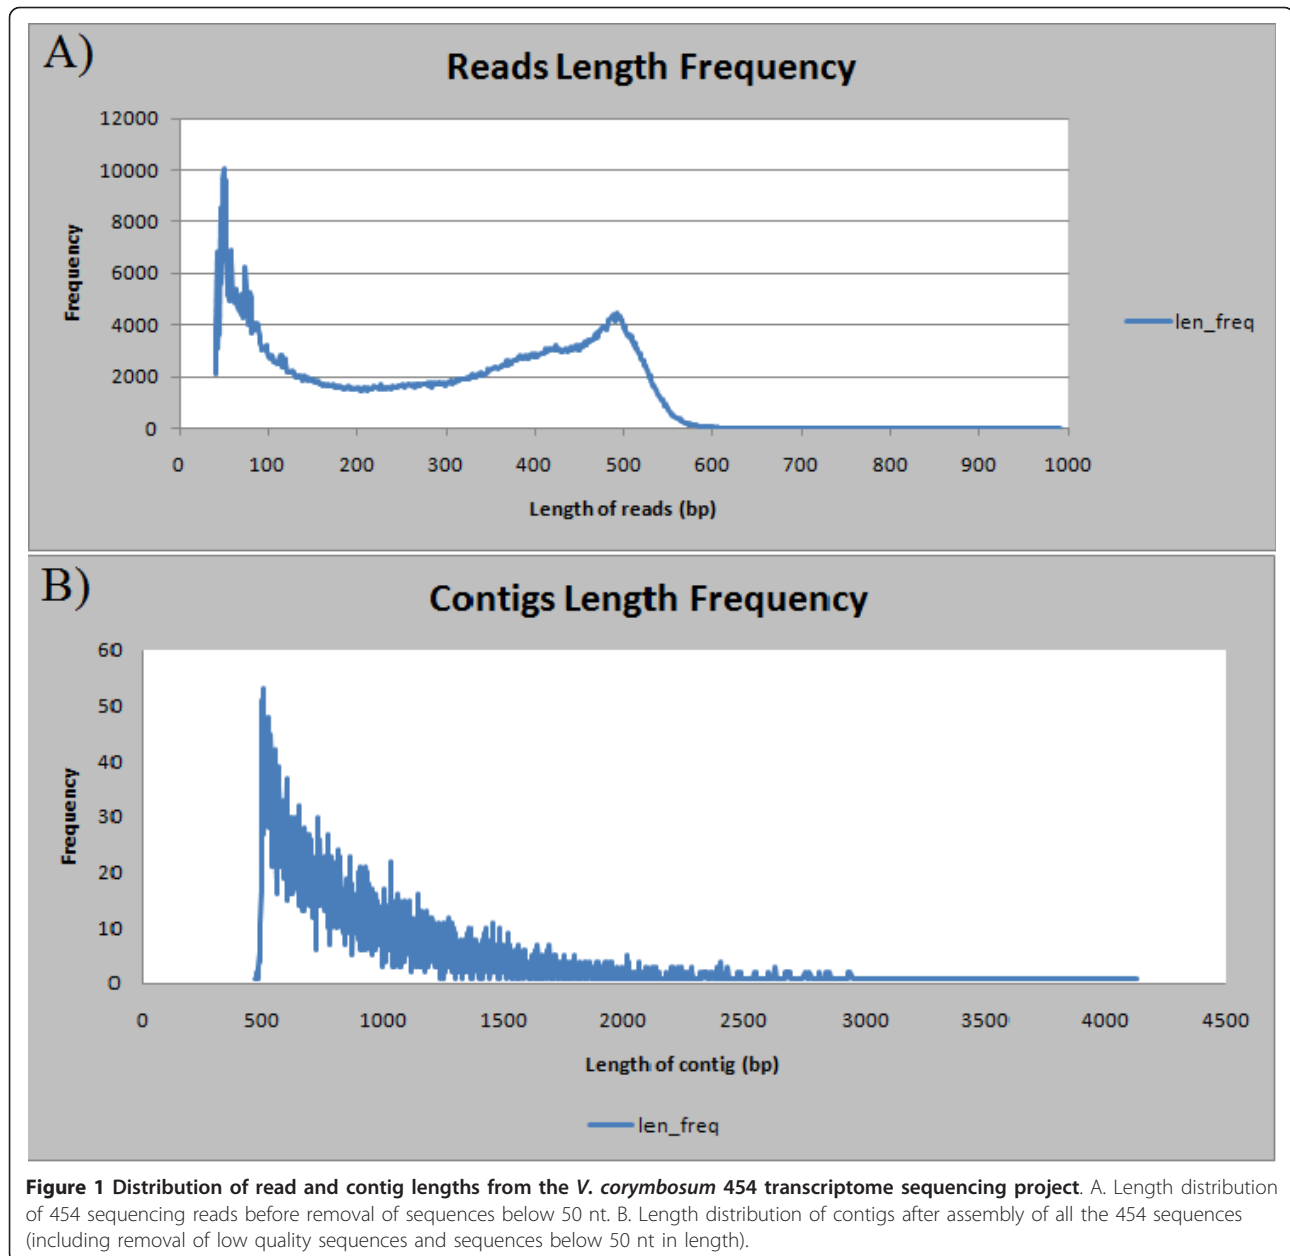 A)
Reads Length Frequency
12000
10000
8000
6000
4000
2000
0
Frequency
0 100 200 300 400 500 600 700 800 900 1000
Length of reads (bp)
len_freq
B)
Contigs Length Frequency
60
50
40
30
20
10
0
Frequency
0 500 1000 1500 2000 2500 3000 3500 4000 4500
Length of contig (bp)
len_freq
Figure 1 Distribution of read and contig lengths from the V. corymbosum 454 transcriptome sequencing project. A. Length distribution
of 454 sequencing reads before removal of sequences below 50 nt. B. Length distribution of contigs after assembly of all the 454 sequences
(including removal of low quality sequences and sequences below 50 nt in length).